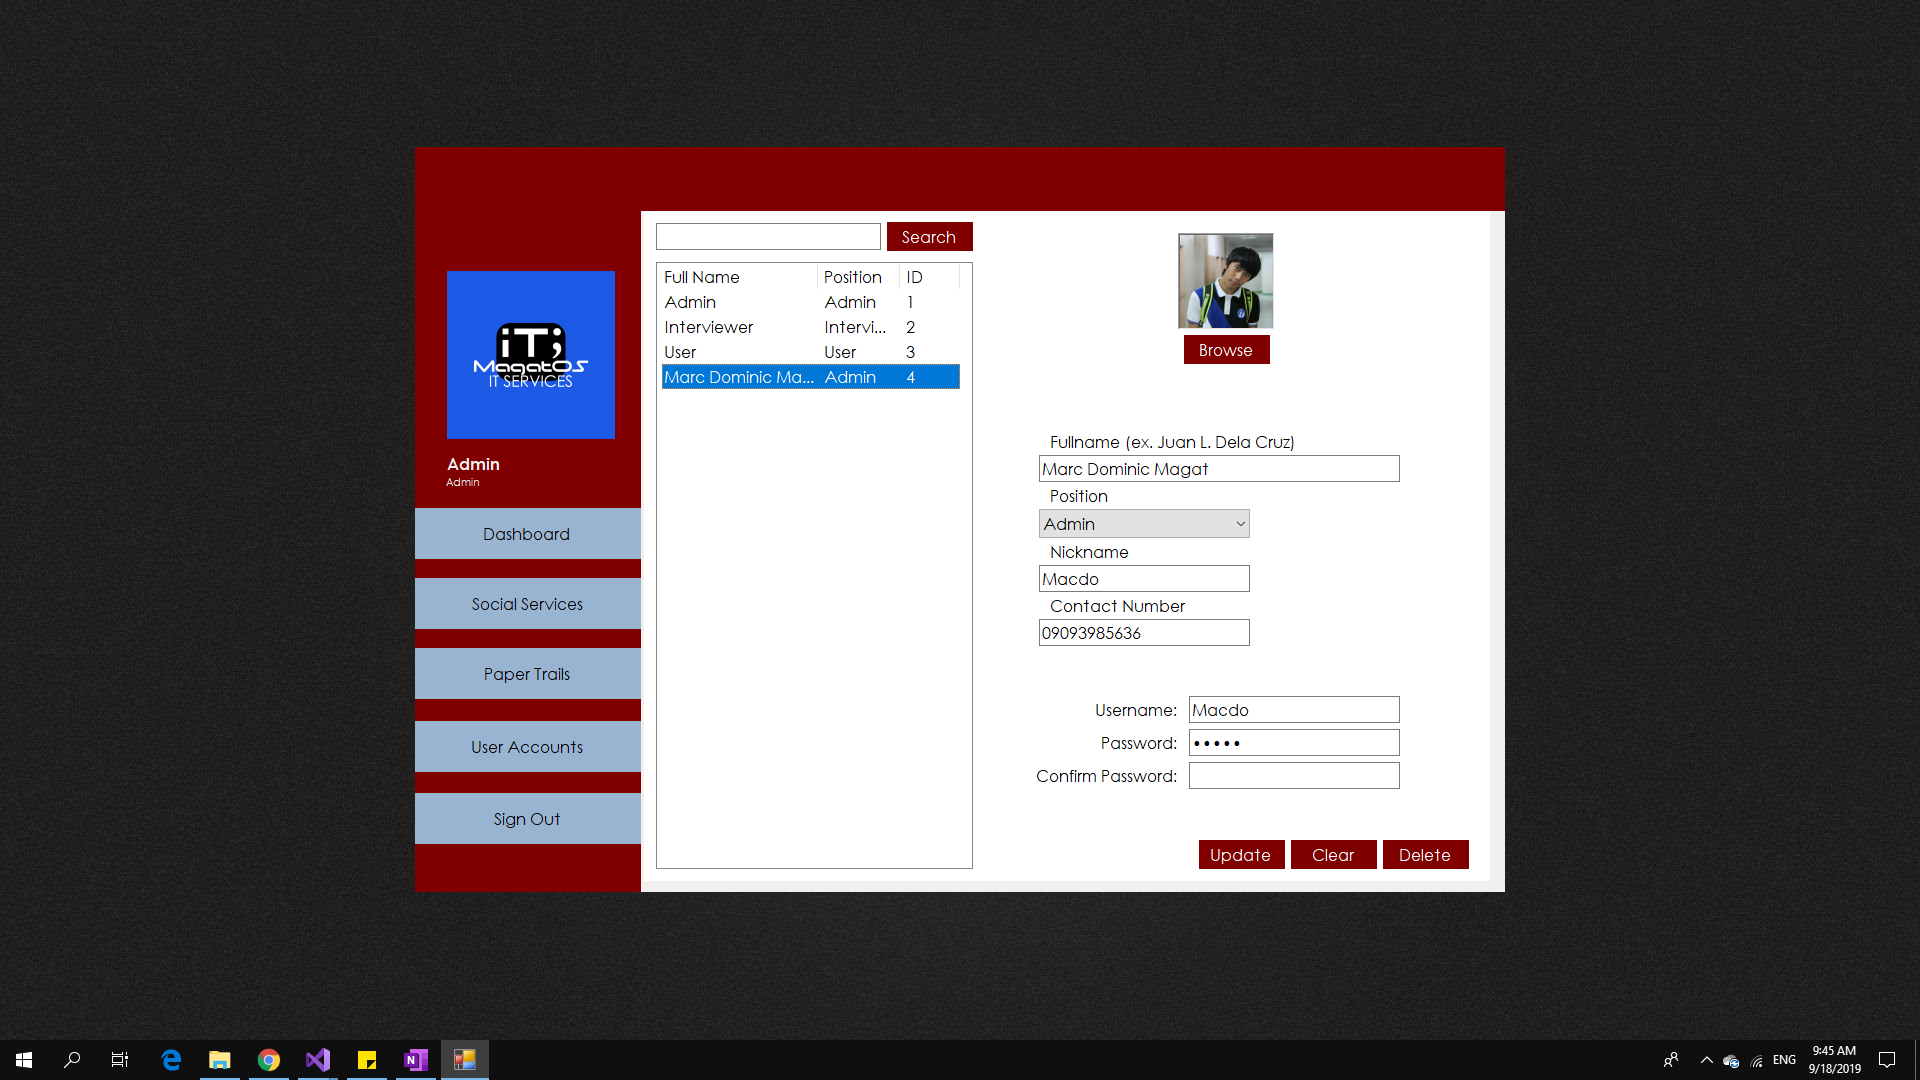 iT;
MagatOS
IT SERVICES
Admin
Admin
Dashboard
Social Services
Paper Trails
User Accounts
Sign Out
Search
Full Name Position ID
Admin Admin 1
Interviewer Intervi... 2
User User 3
Marc Dominic Ma... Admin 4
Browse
Fullname (ex. Juan L. Dela Cruz)
Marc Dominic Magat
Position
Admin
Nickname
Macdo
Contact Number
09093985636
Username: Macdo
Password: •••••
Confirm Password:
Update Clear Delete
N
ENG
9:45 AM
9/18/2019